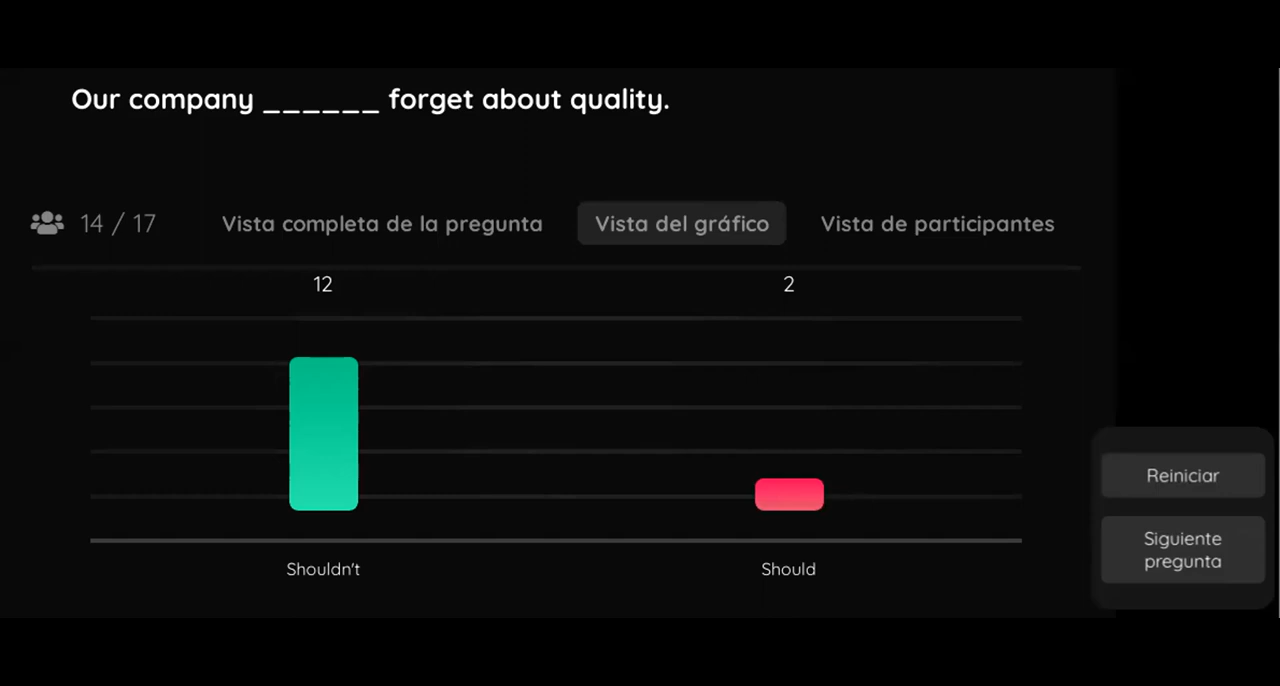 Our company ______ forget about quality.
14 / 17
Vista completa de la pregunta
Vista del gráfico
Vista de participantes
12
2
Shouldn't
Should
Reiniciar
Siguiente
pregunta